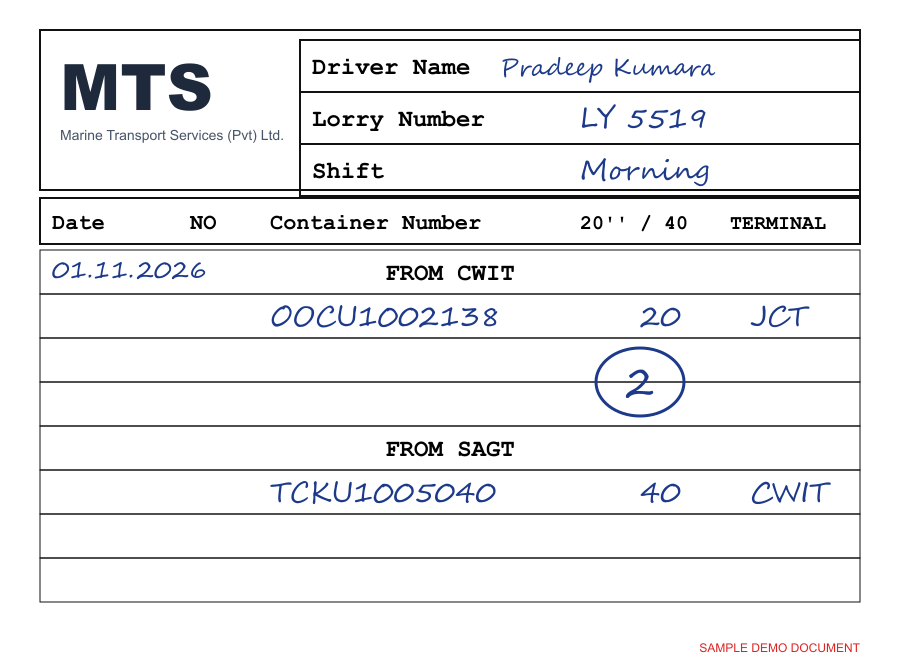 MTS
Marine Transport Services (Pvt) Ltd.
Driver Name Pradeep Kumara
Lorry Number LY 5519
Shift Morning
Date NO Container Number 20'' / 40 TERMINAL
01.11.2026 FROM CWIT
OOCU1002138 20 JCT
2
FROM SAGT
TCKU1005040 40 CWIT
SAMPLE DEMO DOCUMENT